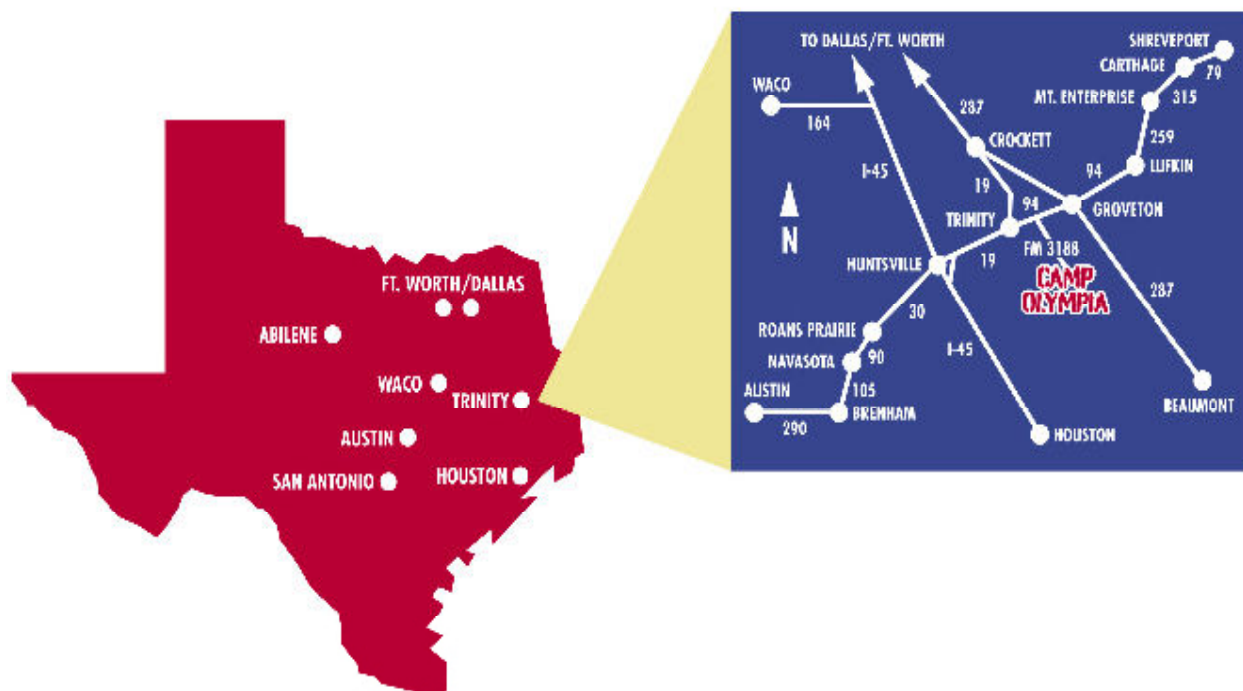 FT. WORTH/DALLAS
ABILENE
WACO
TRINITY
AUSTIN
SAN ANTONIO
HOUSTON
TO DALLAS/FT. WORTH
SHREVEPORT
CARTHAGE
79
WACO
MT. ENTERPRISE
315
164
287
CROCKETT
259
I-45
19
94
LUFKIN
94
GROVETON
TRINITY
N
FM 3188
HUNTSVILLE
19
CAMP
OLYMPIA
287
30
ROANS PRAIRIE
I-45
90
NAVASOTA
AUSTIN
105
BEAUMONT
BRENHAM
290
HOUSTON